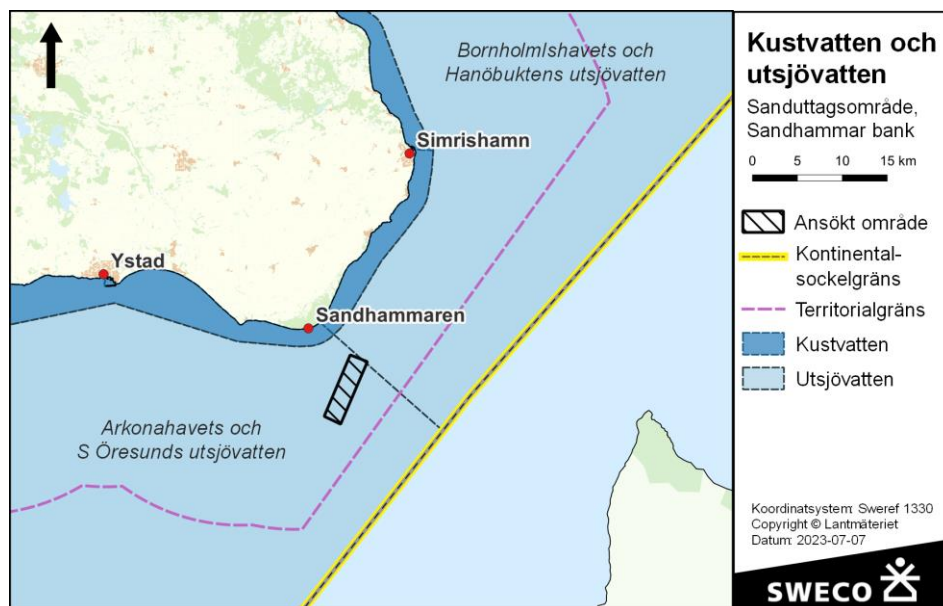 Bornholmlshavets och
Hanöbuktens utsjövatten
Simrishamn
Ystad
Sandhammaren
Arkonahavets och
S Öresunds utsjövatten
Kustvatten och
utsjövatten
Sanduttagsområde,
Sandhammar bank
0 5 10 15 km
Ansökt område
Kontinental-
sockelgräns
Territorialgräns
Kustvatten
Utsjövatten
Koordinatsystem: Sweref 1330
Copyright © Lantmäteriet
Datum: 2023-07-07
SWECO